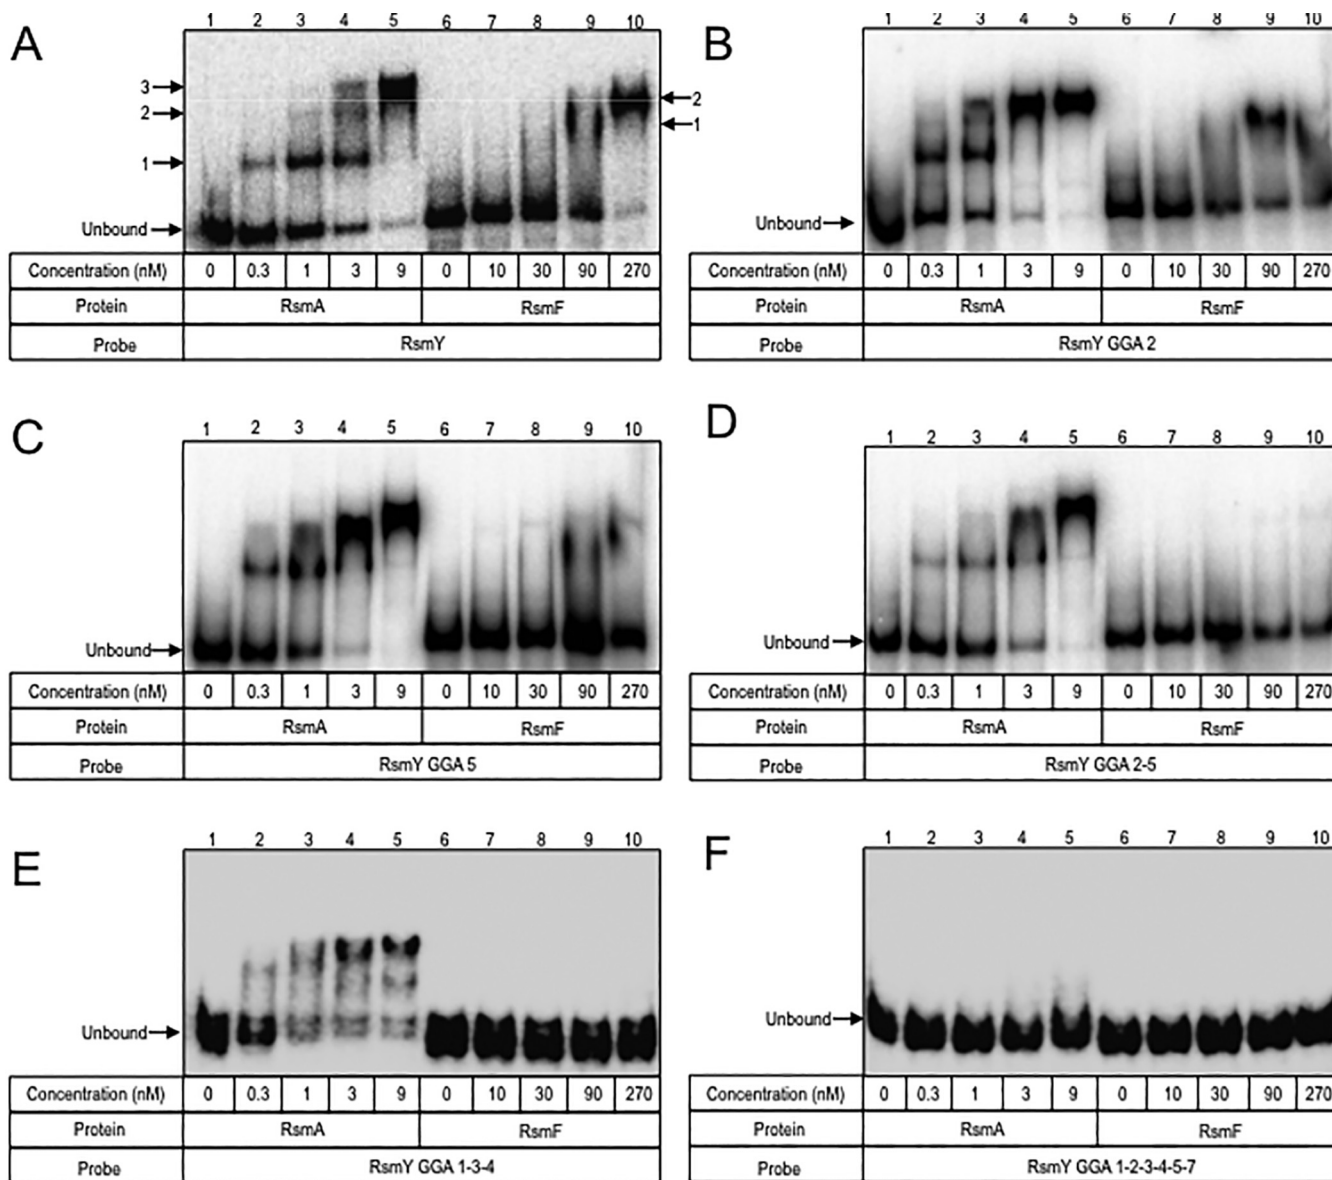 A
1 2 3 4 5 6 7 8 9 10
3
2
1
Unbound
2
1
Concentration (nM) 0 0.3 1 3 9 0 10 30 90 270
Protein RsmA RsmF
Probe RsmY
B
1 2 3 4 5 6 7 8 9 10
Unbound
Concentration (nM) 0 0.3 1 3 9 0 10 30 90 270
Protein RsmA RsmF
Probe RsmY GGA 2
C
1 2 3 4 5 6 7 8 9 10
Unbound
Concentration (nM) 0 0.3 1 3 9 0 10 30 90 270
Protein RsmA RsmF
Probe RsmY GGA 5
D
1 2 3 4 5 6 7 8 9 10
Unbound
Concentration (nM) 0 0.3 1 3 9 0 10 30 90 270
Protein RsmA RsmF
Probe RsmY GGA 2-5
E
1 2 3 4 5 6 7 8 9 10
Unbound
Concentration (nM) 0 0.3 1 3 9 0 10 30 90 270
Protein RsmA RsmF
Probe RsmY GGA 1-3-4
F
1 2 3 4 5 6 7 8 9 10
Unbound
Concentration (nM) 0 0.3 1 3 9 0 10 30 90 270
Protein RsmA RsmF
Probe RsmY GGA 1-2-3-4-5-7